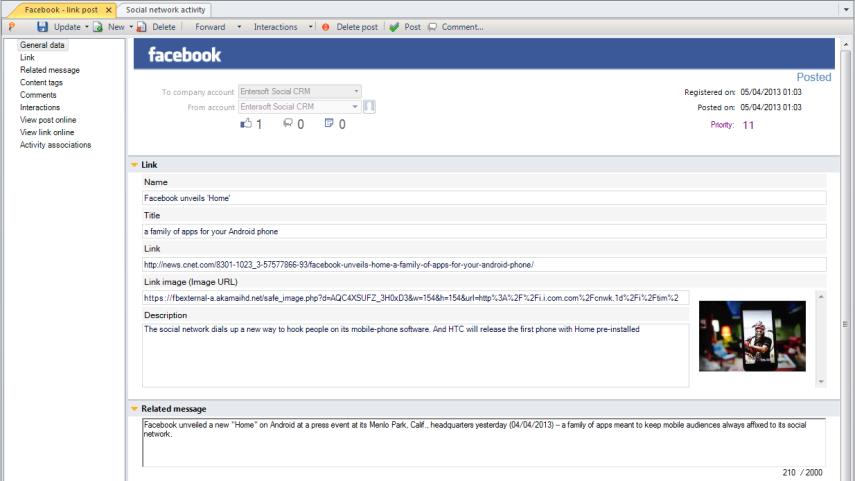 Facebook - link post
Social network activity
Update
New
Delete
Forward
Interactions
Delete post
Post
Comment...
General data
Link
Related message
Content tags
Comments
Interactions
View post online
View link online
Activity associations
facebook
Posted
To company account Entersoft Social CRM
Registered on: 05/04/2013 01:03
From account Entersoft Social CRM
Posted on: 05/04/2013 01:03
1 0 0
Priority: 11
Link
Name
Facebook unveils 'Home'
Title
a family of apps for your Android phone
Link
http://news.cnet.com/8301-1023_3-57577866-93/facebook-unveils-home-a-family-of-apps-for-your-android-phone/
Link image (Image URL)
https://fbexternal-a.akamaihd.net/safe_image.php?d=AQC4XSUFZ_3H0xD3&w=154&h=154&url=http%3A%2F%2Fi.i.com.com%2Fcnwk.1d%2Fi%2Ftim%2
Description
The social network dials up a new way to hook people on its mobile-phone software. And HTC will release the first phone with Home pre-installed
Related message
Facebook unveiled a new "Home" on Android at a press event at its Menlo Park, Calif., headquarters yesterday (04/04/2013) – a family of apps meant to keep mobile audiences always affixed to its social
network.
210 / 2000